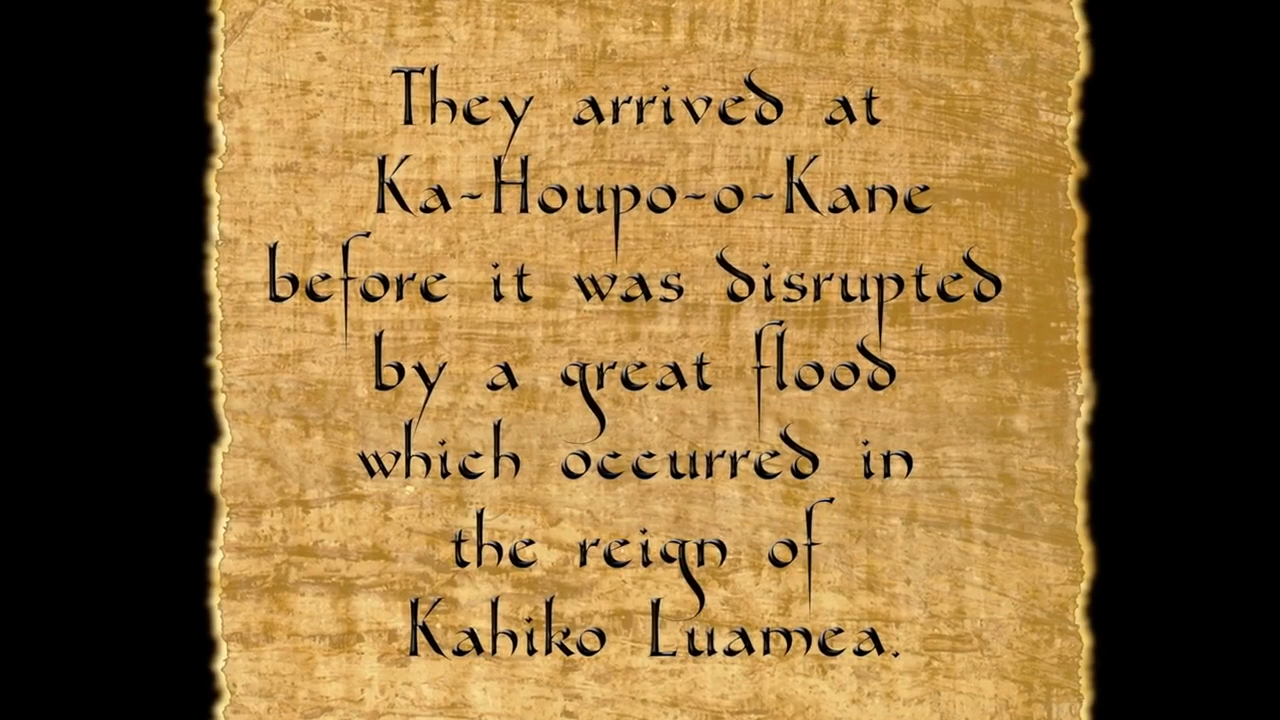 They arrived at
Ka-Houpo-o-Kane
before it was disrupted
by a great flood
which occurred in
the reign of
Kahiko Luamea.